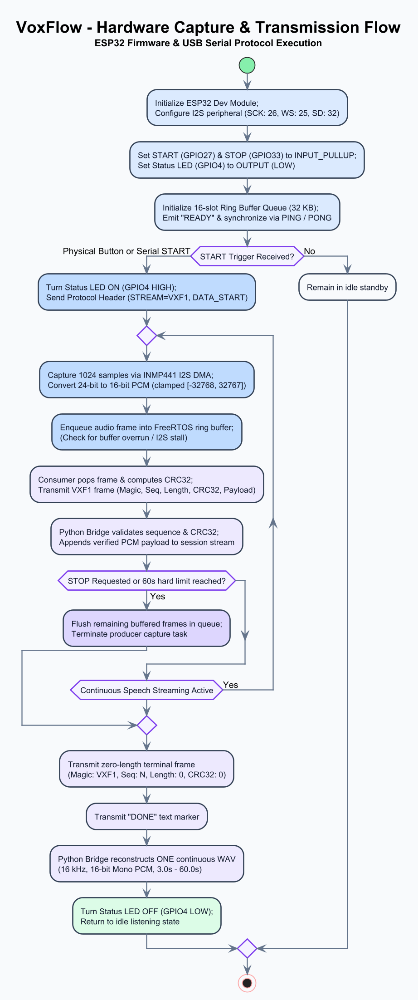 VoxFlow - Hardware Capture & Transmission Flow
ESP32 Firmware & USB Serial Protocol Execution
Initialize ESP32 Dev Module;
Configure I2S peripheral (SCK: 26, WS: 25, SD: 32)
Set START (GPIO27) & STOP (GPIO33) to INPUT_PULLUP;
Set Status LED (GPIO4) to OUTPUT (LOW)
Initialize 16-slot Ring Buffer Queue (32 KB);
Emit "READY" & synchronize via PING / PONG
Physical Button or Serial START
START Trigger Received?
No
Turn Status LED ON (GPIO4 HIGH);
Send Protocol Header (STREAM=VXF1, DATA_START)
Remain in idle standby
Capture 1024 samples via INMP441 I2S DMA;
Convert 24-bit to 16-bit PCM (clamped [-32768, 32767])
Enqueue audio frame into FreeRTOS ring buffer;
(Check for buffer overrun / I2S stall)
Consumer pops frame & computes CRC32;
Transmit VXF1 frame (Magic, Seq, Length, CRC32, Payload)
Python Bridge validates sequence & CRC32;
Appends verified PCM payload to session stream
STOP Requested or 60s hard limit reached?
Yes
Flush remaining buffered frames in queue;
Terminate producer capture task
Continuous Speech Streaming Active
Yes
Transmit zero-length terminal frame
(Magic: VXF1, Seq: N, Length: 0, CRC32: 0)
Transmit "DONE" text marker
Python Bridge reconstructs ONE continuous WAV
(16 kHz, 16-bit Mono PCM, 3.0s - 60.0s)
Turn Status LED OFF (GPIO4 LOW);
Return to idle listening state